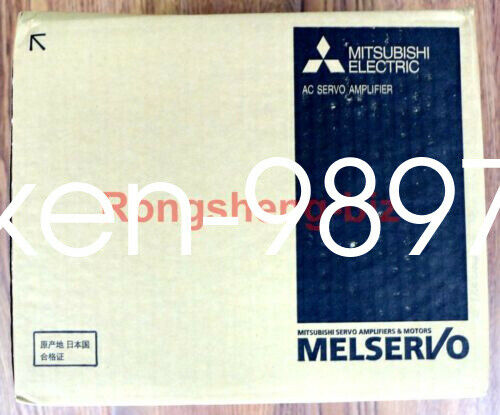 MITSUBISHI
ELECTRIC
AC SERVO AMPLIFIER
Rongsheng-biz
ken-9897
MITSUBISHI SERVO AMPLIFIERS & MOTORS
MELSERVO
原产地 日本国
合格证